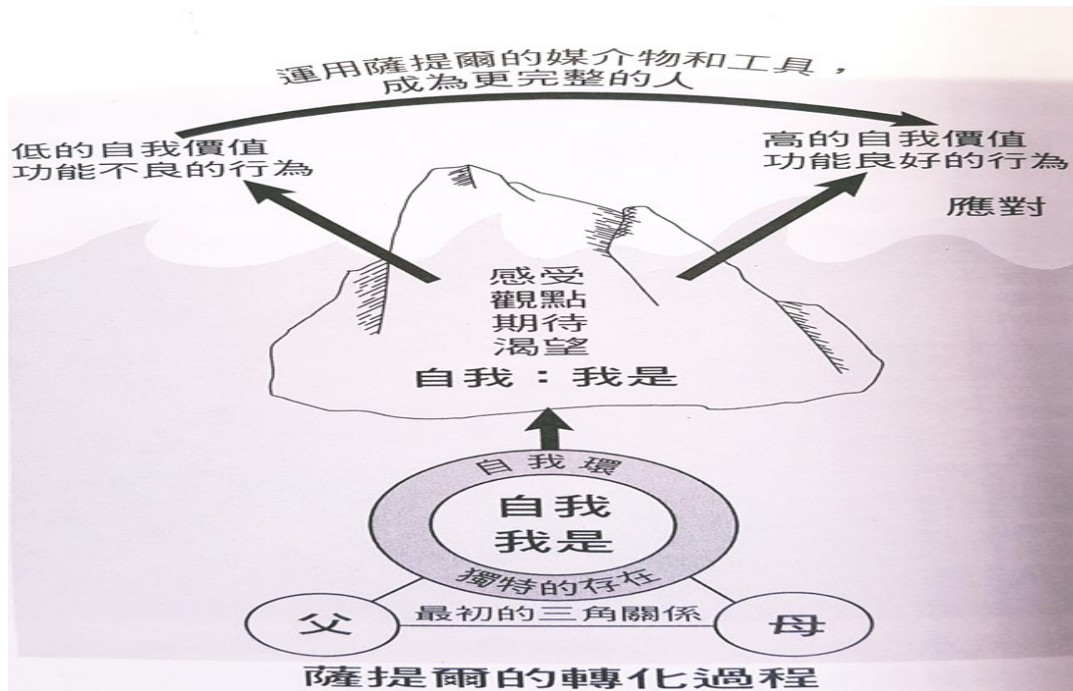 運用薩提爾的媒介物和工具，
成為更完整的人
低的自我價值
功能不良的行為
高的自我價值
功能良好的行為
應對
感受
觀點
期待
渴望
自我：我是
自我環
自我
我是
獨特的存在
父
最初的三角關係
母
薩提爾的轉化過程